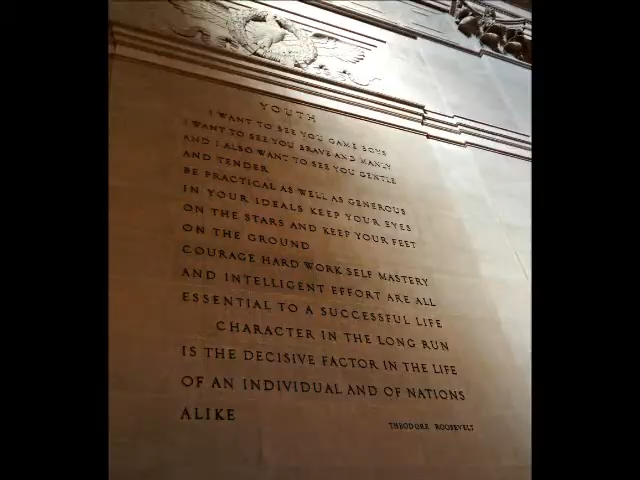 YOUTH
I WANT TO SEE YOU GAME BOYS
I WANT TO SEE YOU BRAVE AND MANLY
AND I ALSO WANT TO SEE YOU GENTLE
AND TENDER
BE PRACTICAL AS WELL AS GENEROUS
IN YOUR IDEALS KEEP YOUR EYES
ON THE STARS AND KEEP YOUR FEET
ON THE GROUND
COURAGE HARD WORK SELF MASTERY
AND INTELLIGENT EFFORT ARE ALL
ESSENTIAL TO A SUCCESSFUL LIFE
CHARACTER IN THE LONG RUN
IS THE DECISIVE FACTOR IN THE LIFE
OF AN INDIVIDUAL AND OF NATIONS
ALIKE
THEODORE ROOSEVELT